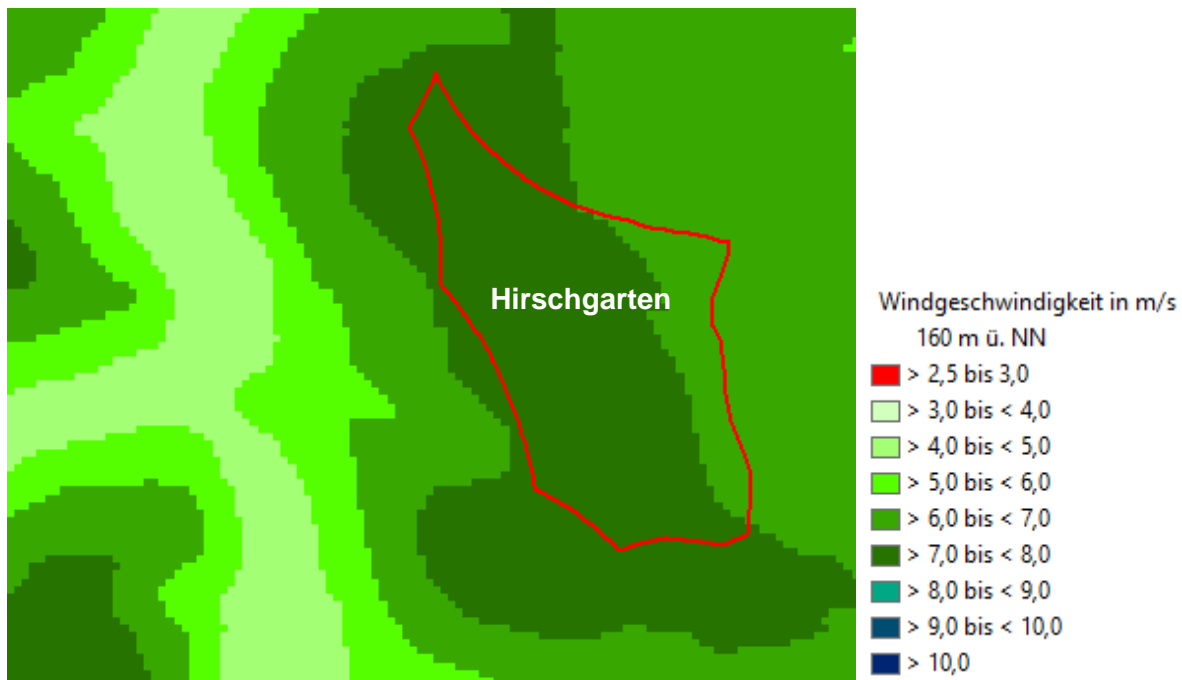 Hirschgarten
Windgeschwindigkeit in m/s
160 m ü. NN
> 2,5 bis 3,0
> 3,0 bis < 4,0
> 4,0 bis < 5,0
> 5,0 bis < 6,0
> 6,0 bis < 7,0
> 7,0 bis < 8,0
> 8,0 bis < 9,0
> 9,0 bis < 10,0
> 10,0